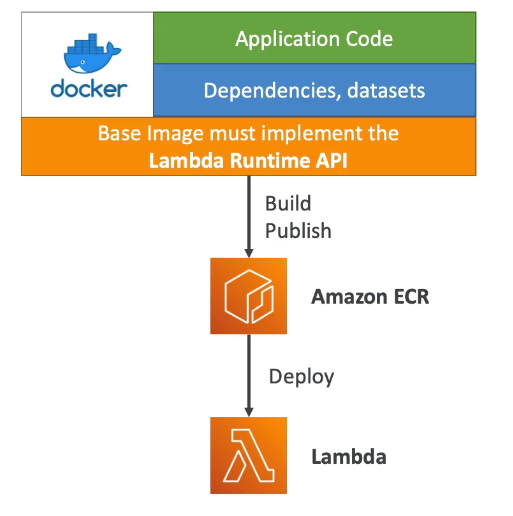 docker
Application Code
Dependencies, datasets
Base Image must implement the
Lambda Runtime API
Build
Publish
Amazon ECR
Deploy
Lambda